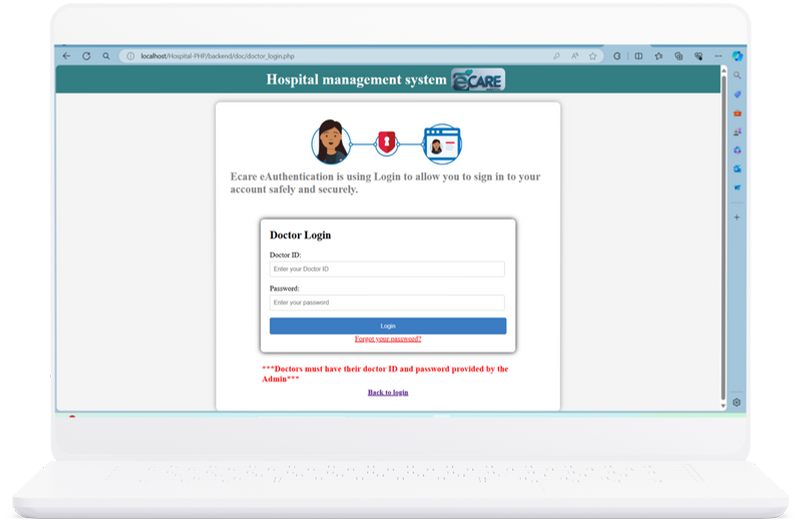 localhost/Hospital-PHP/backend/doc/doctor_login.php
Hospital management system eCARE
Ecare eAuthentication is using Login to allow you to sign in to your
account safely and securely.
Doctor Login
Doctor ID:
Enter your Doctor ID
Password:
Enter your password
Login
Forgot your password?
***Doctors must have their doctor ID and password provided by the
Admin***
Back to login